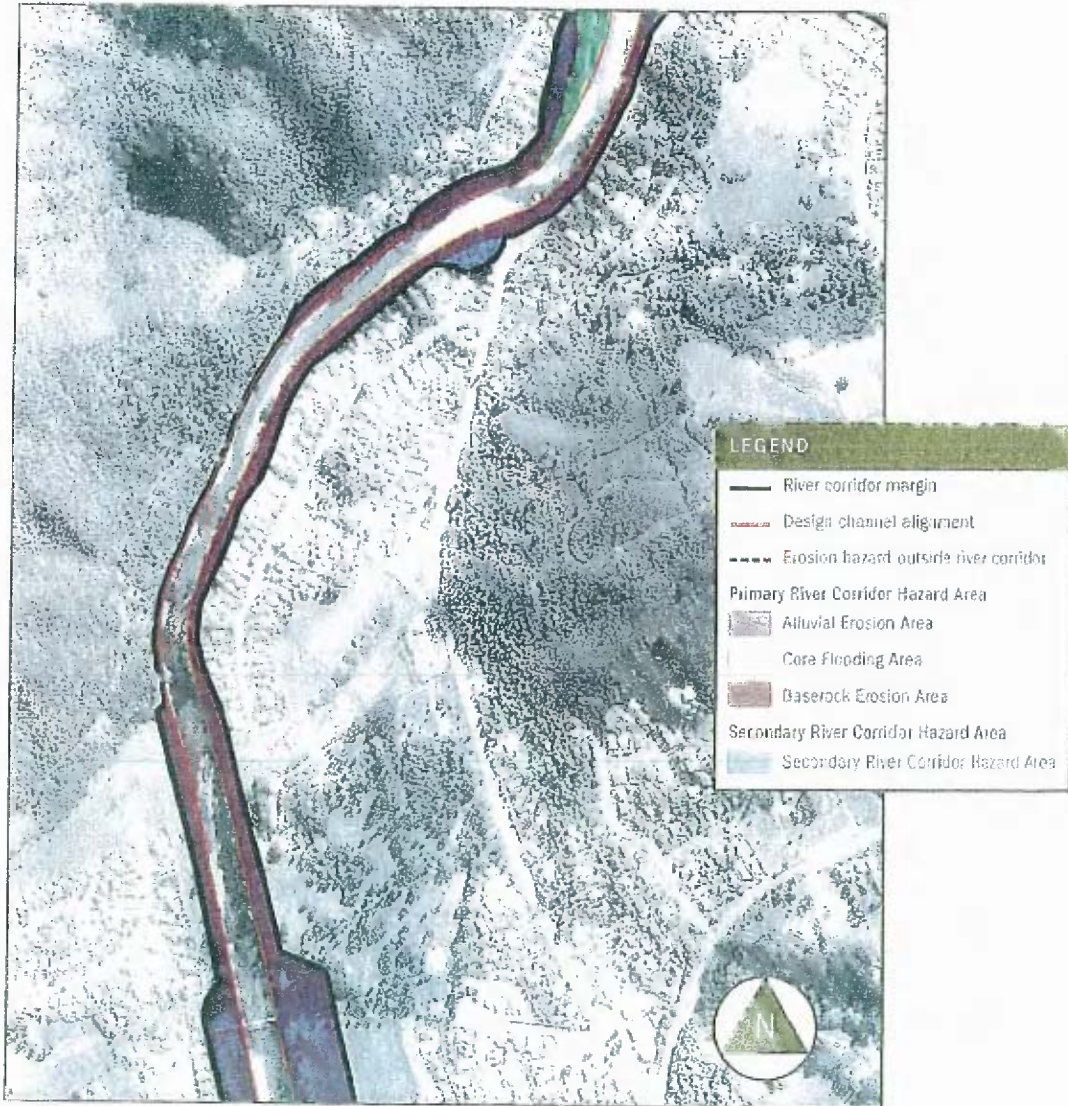 LEGEND
River corridor margin
Design channel alignment
Erosion hazard outside river corridor
Primary River Corridor Hazard Area
Alluvial Erosion Area
Core Flooding Area
Baserock Erosion Area
Secondary River Corridor Hazard Area
Secondary River Corridor Hazard Area
N